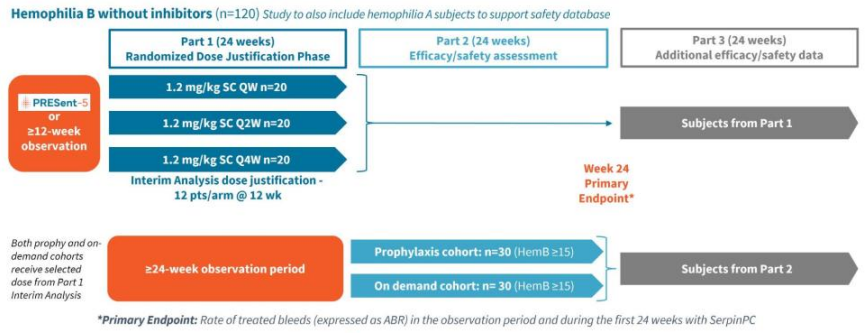 Hemophilia B without inhibitors (n=120) Study to also include hemophilia A subjects to support safety database
Part 1 (24 weeks)
Randomized Dose Justification Phase
Part 2 (24 weeks)
Efficacy/safety assessment
Part 3 (24 weeks)
Additional efficacy/safety data
PRESent-5
or
≥12-week
observation
1.2 mg/kg SC QW n=20
1.2 mg/kg SC Q2W n=20
1.2 mg/kg SC Q4W n=20
Subjects from Part 1
Interim Analysis dose justification -
12 pts/arm @ 12 wk
Week 24
Primary
Endpoint*
Both prophy and on-
demand cohorts
receive selected
dose from Part 1
Interim Analysis
≥24-week observation period
Prophylaxis cohort: n=30 (HemB ≥15)
On demand cohort: n= 30 (HemB ≥15)
Subjects from Part 2
*Primary Endpoint: Rate of treated bleeds (expressed as ABR) in the observation period and during the first 24 weeks with SerpinPC